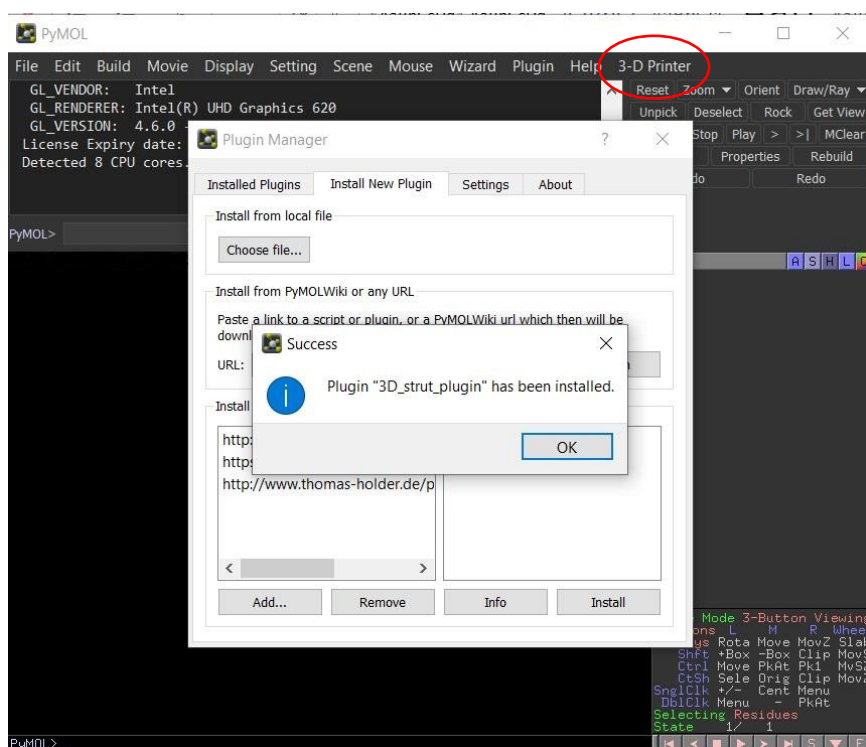 PyMOL
File Edit Build Movie Display Setting Scene Mouse Wizard Plugin Help 3-D Printer
GL_VENDOR: Intel
GL_RENDERER: Intel(R) UHD Graphics 620
GL_VERSION: 4.6.0
License Expiry date:
Detected 8 CPU cores.
PyMOL>
Reset Zoom Orient Draw/Ray
Unpick Deselect Rock Get View
Stop Play > >| MClear
Properties Rebuild
Redo
A S H L
Plugin Manager ?
Installed Plugins Install New Plugin Settings About
Install from local file
Choose file...
Install from PyMOLWiki or any URL
Paste a link to a script or plugin, or a PyMOLWiki url which then will be
URL:
Success
Plugin "3D_strut_plugin" has been installed.
OK
Install
http:
http://www.thomas-holder.de/p
< >
Add... Remove Info Install
Mode 3-Button Viewing
L M R
Rota Move MovZ
Shft +Box -Box Clip
Ctrl Move PkAt Pk1
CtSh Sele Orig Clip
SnglClk +/- Cent Menu
DblClk Menu - PkAt
Selecting Residues
State 1/ 1
PyMOL>
S